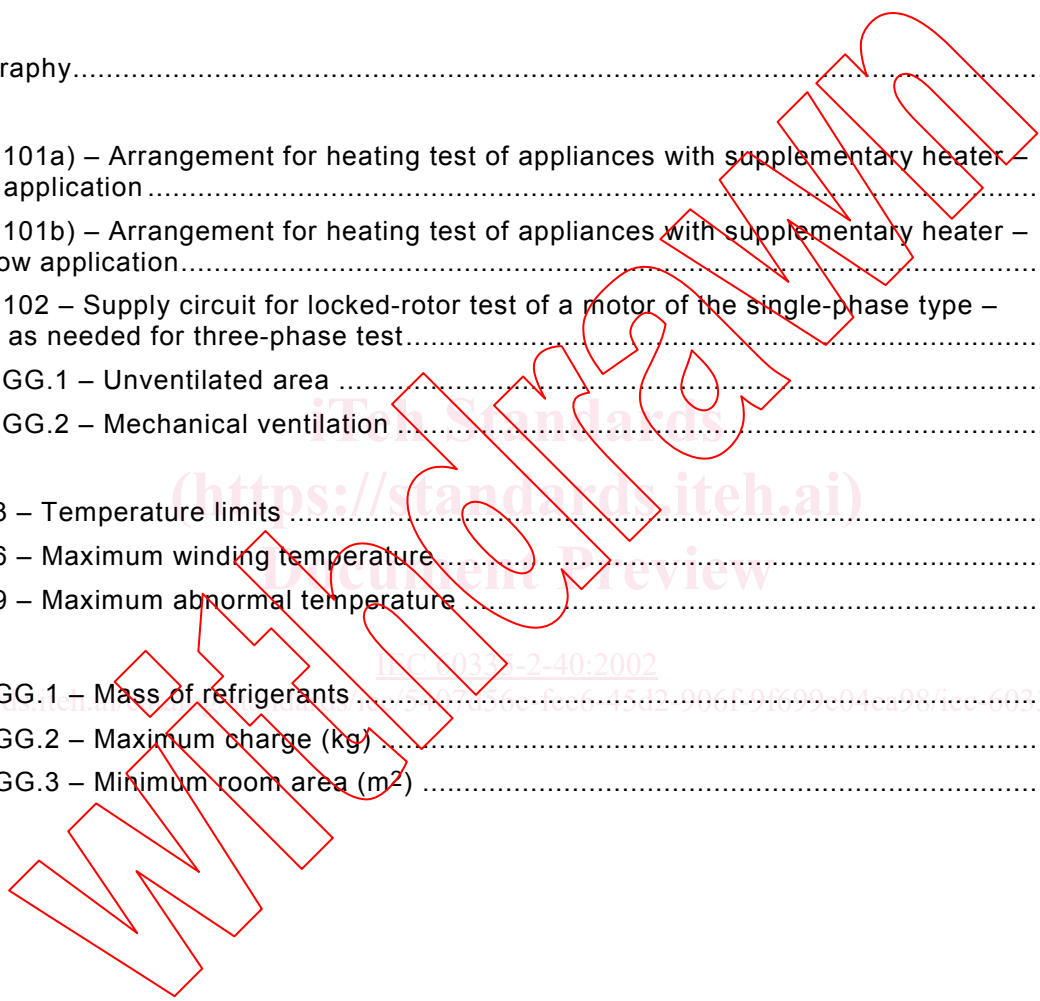 raphy
101a) – Arrangement for heating test of appliances with supplementary heater –
application
101b) – Arrangement for heating test of appliances with supplementary heater –
ow application
102 – Supply circuit for locked-rotor test of a motor of the single-phase type –
as needed for three-phase test
GG.1 – Unventilated area
GG.2 – Mechanical ventilation
iTeh Standards
(https://standards.iteh.ai)
3 – Temperature limits
6 – Maximum winding temperature
Document Preview
9 – Maximum abnormal temperature
IEC 60335-2-40:2002
GG.1 – Mass of refrigerants
GG.2 – Maximum charge (kg)
GG.3 – Minimum room area (m²)
withdrawn